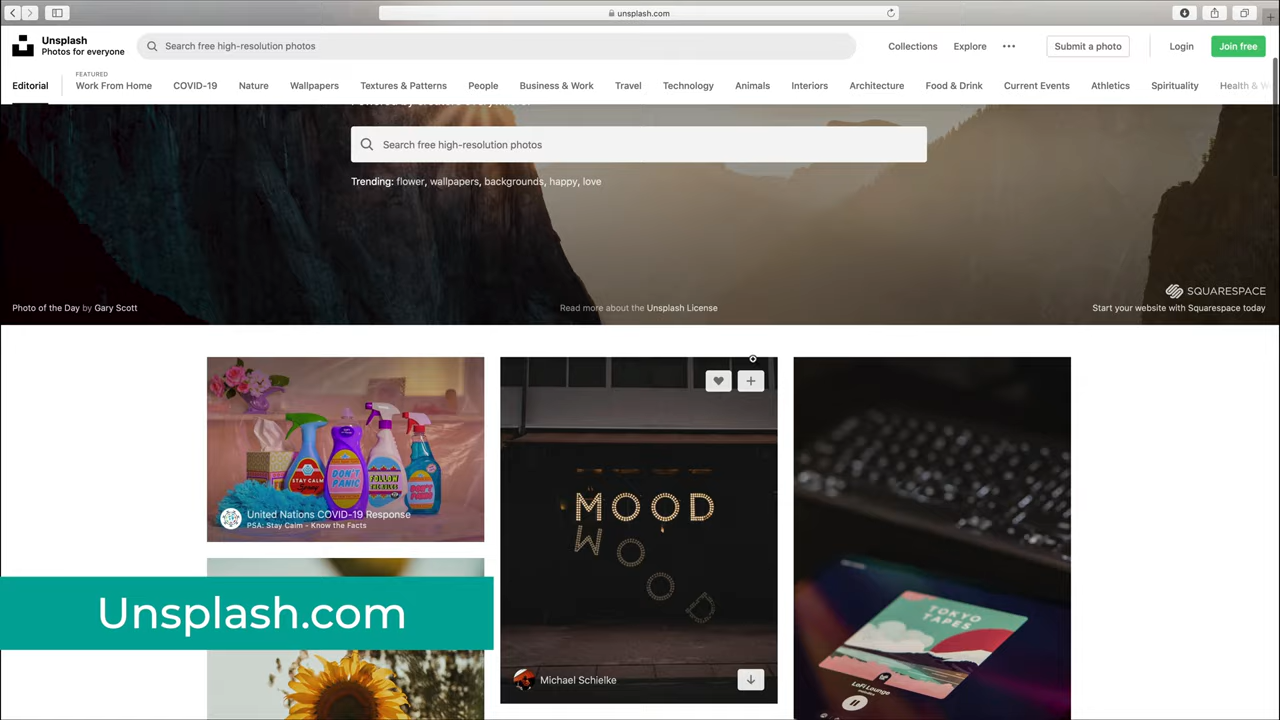 unsplash.com
Unsplash
Photos for everyone
Search free high-resolution photos
Collections
Explore
Submit a photo
Login
Join free
Editorial
FEATURED
Work From Home
COVID-19
Nature
Wallpapers
Textures & Patterns
People
Business & Work
Travel
Technology
Animals
Interiors
Architecture
Food & Drink
Current Events
Athletics
Spirituality
Health & W
Search free high-resolution photos
Trending: flower, wallpapers, backgrounds, happy, love
SQUARESPACE
Photo of the Day by Gary Scott
Read more about the Unsplash License
Start your website with Squarespace today
STAY CALM
DON'T
PANIC
United Nations COVID-19 Response
PSA: Stay Calm - Know the Facts
MOOD
MOOD
TOKYO
TAPES
Unsplash.com
Michael Schielke
LoFi Lounge